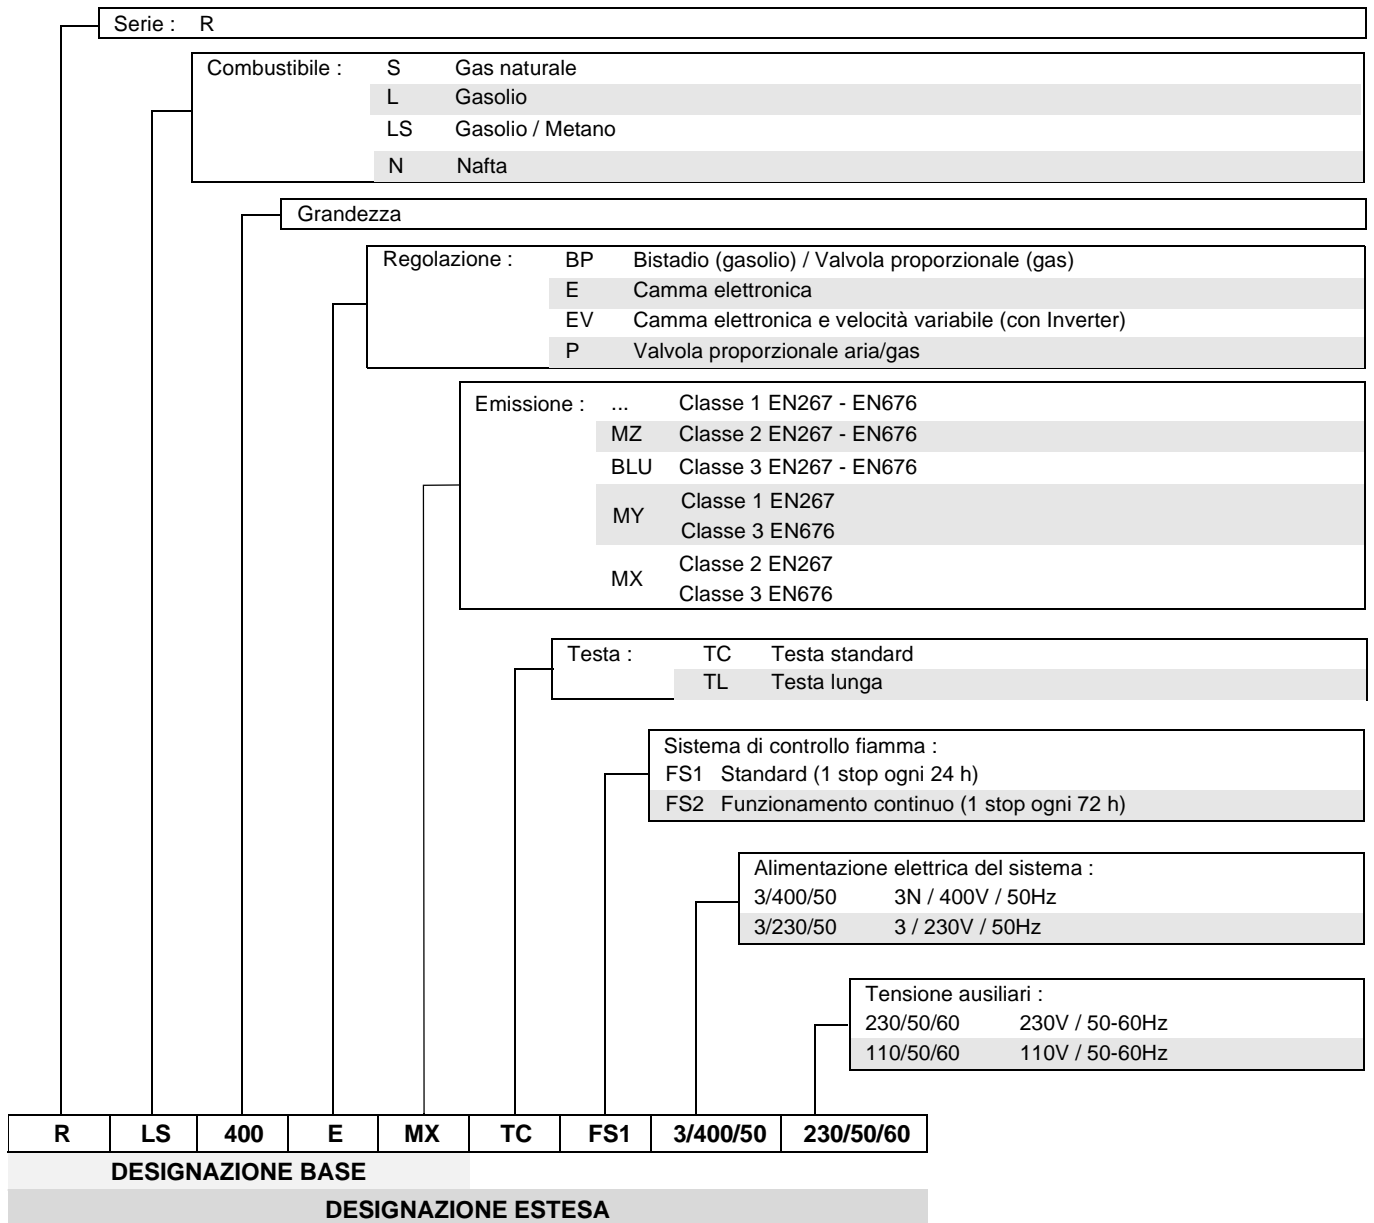 Serie : R
Combustibile : S Gas naturale
L Gasolio
LS Gasolio / Metano
N Nafta
Grandezza
Regolazione : BP Bistadio (gasolio) / Valvola proporzionale (gas)
E Camma elettronica
EV Camma elettronica e velocità variabile (con Inverter)
P Valvola proporzionale aria/gas
Emissione : ... Classe 1 EN267 - EN676
MZ Classe 2 EN267 - EN676
BLU Classe 3 EN267 - EN676
MY Classe 1 EN267
Classe 3 EN676
MX Classe 2 EN267
Classe 3 EN676
Testa : TC Testa standard
TL Testa lunga
Sistema di controllo fiamma :
FS1 Standard (1 stop ogni 24 h)
FS2 Funzionamento continuo (1 stop ogni 72 h)
Alimentazione elettrica del sistema :
3/400/50 3N / 400V / 50Hz
3/230/50 3 / 230V / 50Hz
Tensione ausiliari :
230/50/60 230V / 50-60Hz
110/50/60 110V / 50-60Hz
R LS 400 E MX TC FS1 3/400/50 230/50/60
DESIGNAZIONE BASE
DESIGNAZIONE ESTESA